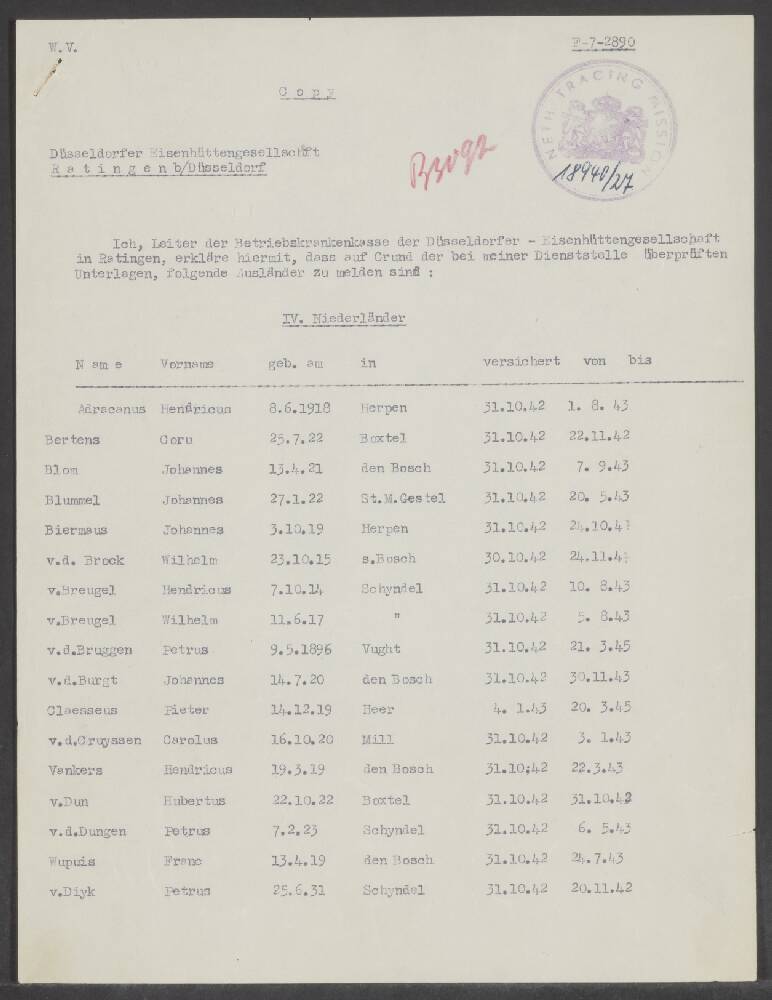 W.V.
F-7-2890
C o p y
NETH TRACING MISSION
18940/27
Düsseldorfer Eisenhüttengesellschaft
R a t i n g e n b/Düsseldorf
Ich, Leiter der Betriebskrankenkasse der Düsseldorfer - Eisenhüttengesellschaft
in Ratingen, erkläre hiermit, dass auf Grund der bei meiner Dienststelle überprüften
Unterlagen, folgende Ausländer zu melden sind :
IV. Niederländer
N am e Vorname geb. am in versichert von bis
Adracanus Hendricus 8.6.1918 Herpen 31.10.42 1. 8. 43
Bertens Coru 25.7.22 Boxtel 31.10.42 22.11.42
Blom Johannes 13.4.21 den Bosch 31.10.42 7. 9.43
Blummel Johannes 27.1.22 St.M.Gestel 31.10.42 20. 5.43
Biermaus Johannes 3.10.19 Herpen 31.10.42 24.10.4
v.d. Brock Wilhelm 23.10.15 s.Bosch 30.10.42 24.11.4
v.Breugel Hendricus 7.10.14 Schyndel 31.10.42 10. 8.43
v.Breugel Wilhelm 11.6.17 " 31.10.42 5. 8.43
v.d.Bruggen Petrus 9.5.1896 Vught 31.10.42 21. 3.45
v.d.Burgt Johannes 14.7.20 den Bosch 31.10.42 30.11.43
Claesseus Pieter 14.12.19 Heer 4. 1.43 20. 3.45
v.d.Cruyssen Carolus 16.10.20 Mill 31.10.42 3. 1.43
Vankers Hendricus 19.3.19 den Bosch 31.10;42 22.3.43
v.Dun Hubertus 22.10.22 Boxtel 31.10.42 31.10.42
v.d.Dungen Petrus 7.2.23 Schyndel 31.10.42 6. 5.43
Wupuis Franc 13.4.19 den Bosch 31.10.42 24.7.43
v.Diyk Petrus 25.6.31 Schyndel 31.10.42 20.11.42